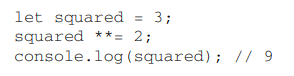 let squared = 3;
squared **= 2;
console.log(squared); // 9